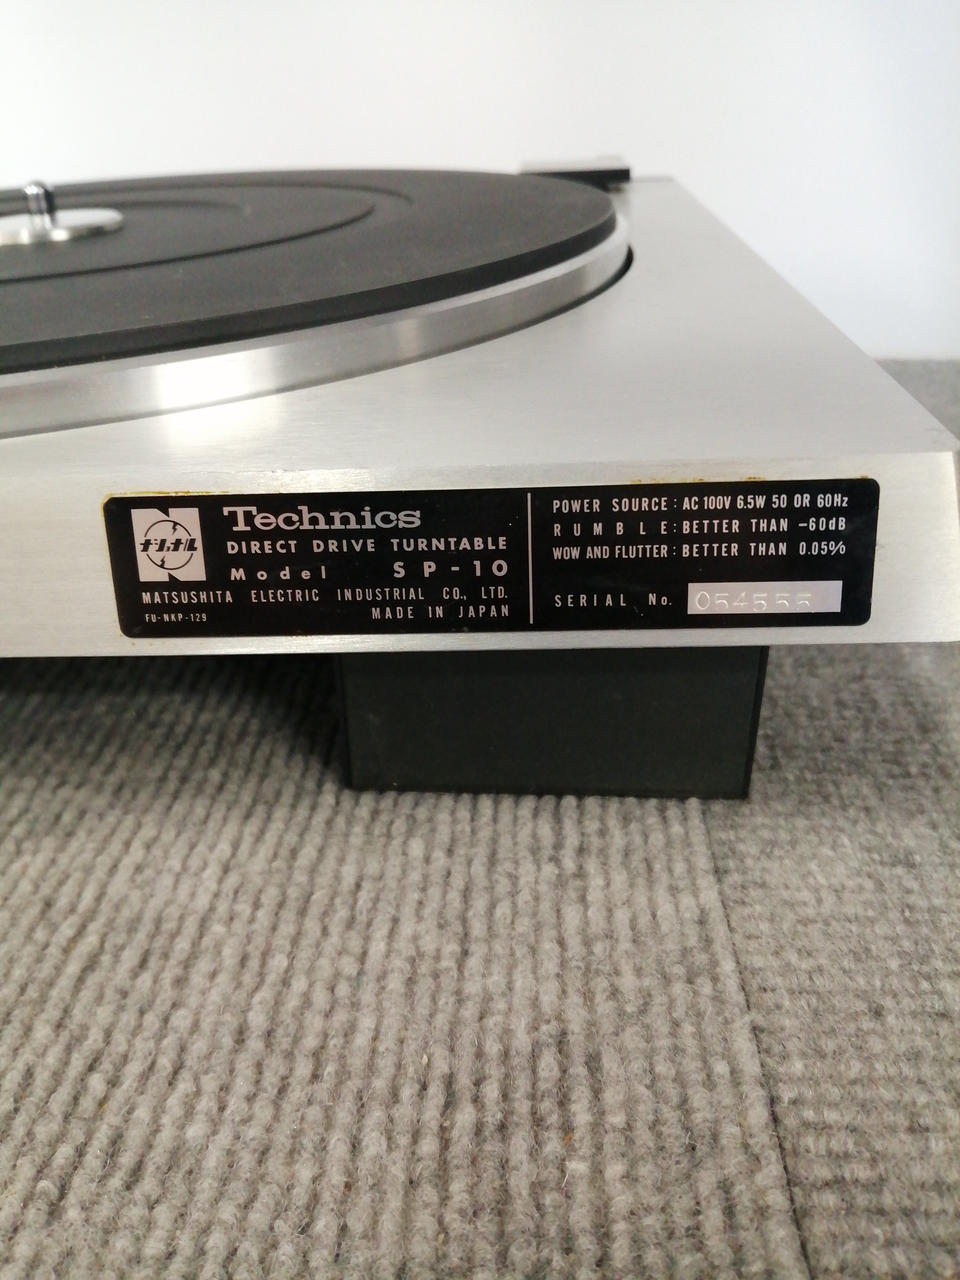 ナショナル
Technics
DIRECT DRIVE TURNTABLE
Model SP-10
MATSUSHITA ELECTRIC INDUSTRIAL CO., LTD.
MADE IN JAPAN
FU-NKP-129
POWER SOURCE : AC 100V 6.5W 50 OR 60Hz
RUMBLE : BETTER THAN -60dB
WOW AND FLUTTER : BETTER THAN 0.05%
SERIAL No. 054555